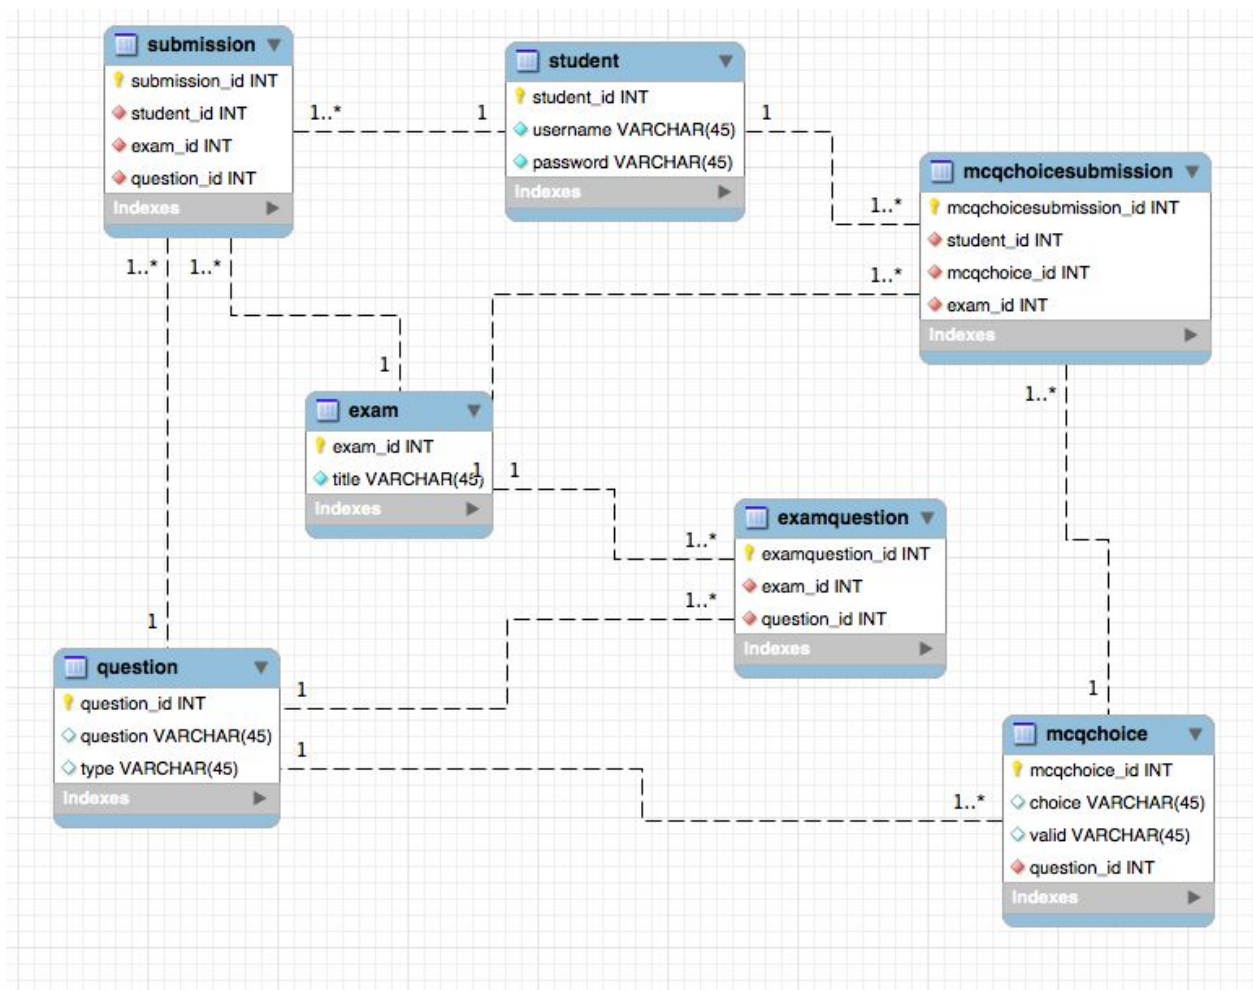 submission
submission_id INT
student_id INT
exam_id INT
question_id INT
Indexes
student
student_id INT
username VARCHAR(45)
password VARCHAR(45)
Indexes
mcqchoicesubmission
mcqchoicesubmission_id INT
student_id INT
mcqchoice_id INT
exam_id INT
Indexes
1..*
1
1
1..*
1..*
1..*
1..*
1
1..*
exam
exam_id INT
title VARCHAR(45)
Indexes
1
1
examquestion
examquestion_id INT
exam_id INT
question_id INT
Indexes
1..*
1..*
1
question
question_id INT
question VARCHAR(45)
type VARCHAR(45)
Indexes
1
1
1
1..*
mcqchoice
mcqchoice_id INT
choice VARCHAR(45)
valid VARCHAR(45)
question_id INT
Indexes